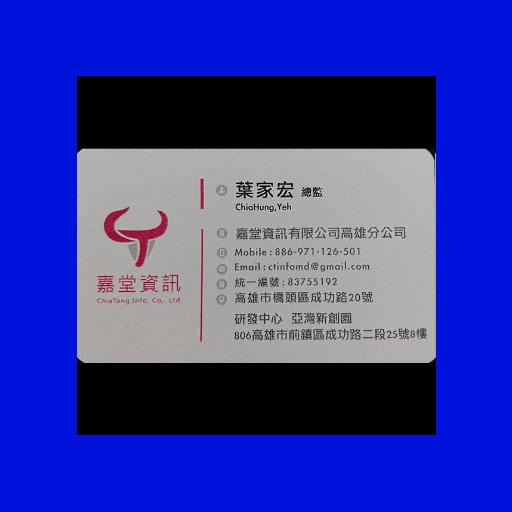 嘉堂資訊
ChiaTang Info. Co., Ltd.
葉家宏 總監
ChiaHung,Yeh
嘉堂資訊有限公司高雄分公司
Mobile : 886-971-126-501
Email : ctinfomd@gmail.com
統一編號 : 83755192
高雄市橋頭區成功路20號
研發中心 亞灣新創園
806高雄市前鎮區成功路二段25號8樓